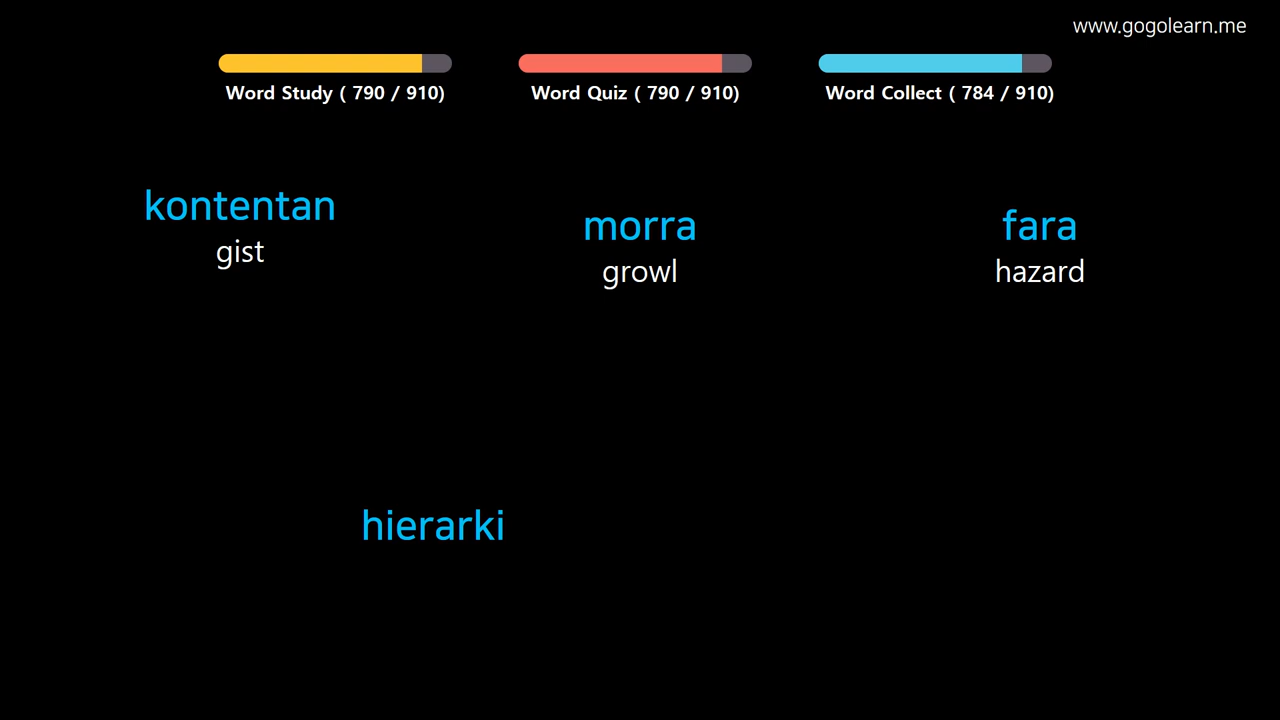 www.gogolearn.me
Word Study ( 790 / 910)
Word Quiz ( 790 / 910)
Word Collect ( 784 / 910)
kontentan
gist
morra
growl
fara
hazard
hierarki